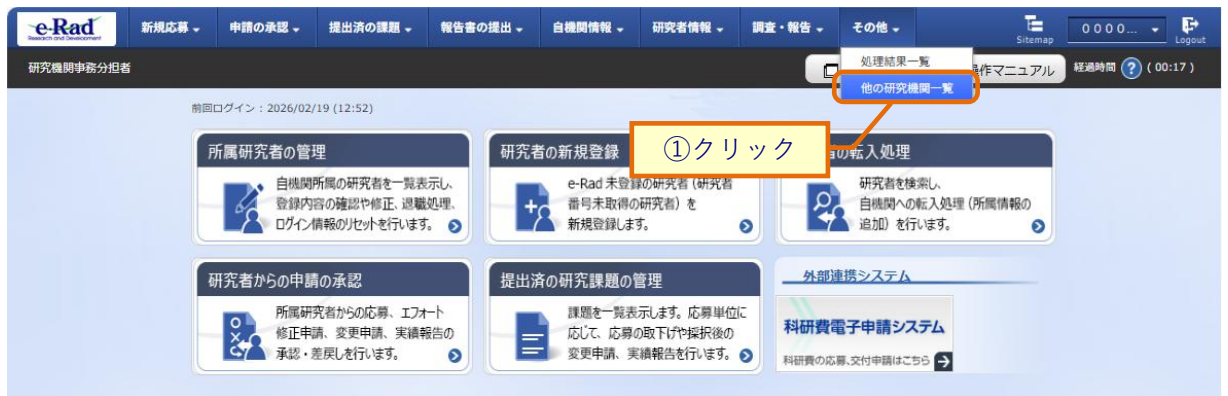 e-Rad
Research and Development
新規応募
申請の承認
提出済の課題
報告書の提出
自機関情報
研究者情報
調査・報告
その他
Sitemap
0000...
Logout
研究機関事務分担者
処理結果一覧
他の研究機関一覧
作マニュアル
経過時間 ? (00:17)
前回ログイン：2026/02/19 (12:52)
①クリック
所属研究者の管理
自機関所属の研究者を一覧表示し、
登録内容の確認や修正、退職処理、
ログイン情報のリセットを行います。
研究者の新規登録
e-Rad 未登録の研究者（研究者
番号未取得の研究者）を
新規登録します。
の転入処理
研究者を検索し、
自機関への転入処理（所属情報の
追加）を行います。
研究者からの申請の承認
所属研究者からの応募、エフォート
修正申請、変更申請、実績報告の
承認・差戻しを行います。
提出済の研究課題の管理
課題を一覧表示します。応募単位に
応じて、応募の取下げや採択後の
変更申請、実績報告を行います。
外部連携システム
科研費電子申請システム
科研費の応募、交付申請はこちら